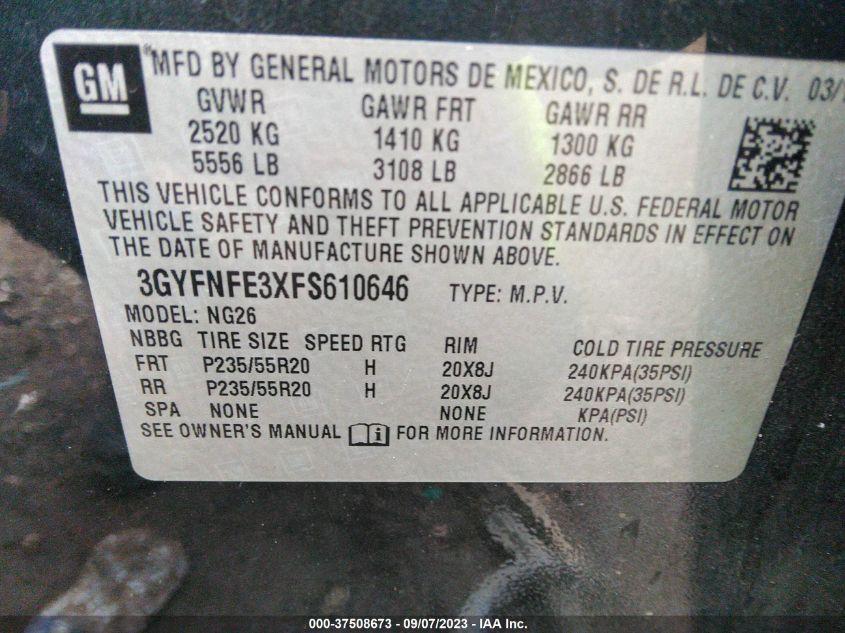 GM
® MFD BY GENERAL MOTORS DE MEXICO, S. DE R.L. DE C.V. 03/1
GVWR GAWR FRT GAWR RR
2520 KG 1410 KG 1300 KG
5556 LB 3108 LB 2866 LB
THIS VEHICLE CONFORMS TO ALL APPLICABLE U.S. FEDERAL MOTOR
VEHICLE SAFETY AND THEFT PREVENTION STANDARDS IN EFFECT ON
THE DATE OF MANUFACTURE SHOWN ABOVE.
3GYFNFE3XFS610646 TYPE: M.P.V.
MODEL: NG26
NBBG TIRE SIZE SPEED RTG RIM COLD TIRE PRESSURE
FRT P235/55R20 H 20X8J 240KPA(35PSI)
RR P235/55R20 H 20X8J 240KPA(35PSI)
SPA NONE NONE KPA(PSI)
SEE OWNER'S MANUAL i FOR MORE INFORMATION.
000-37508673 - 09/07/2023 - IAA Inc.